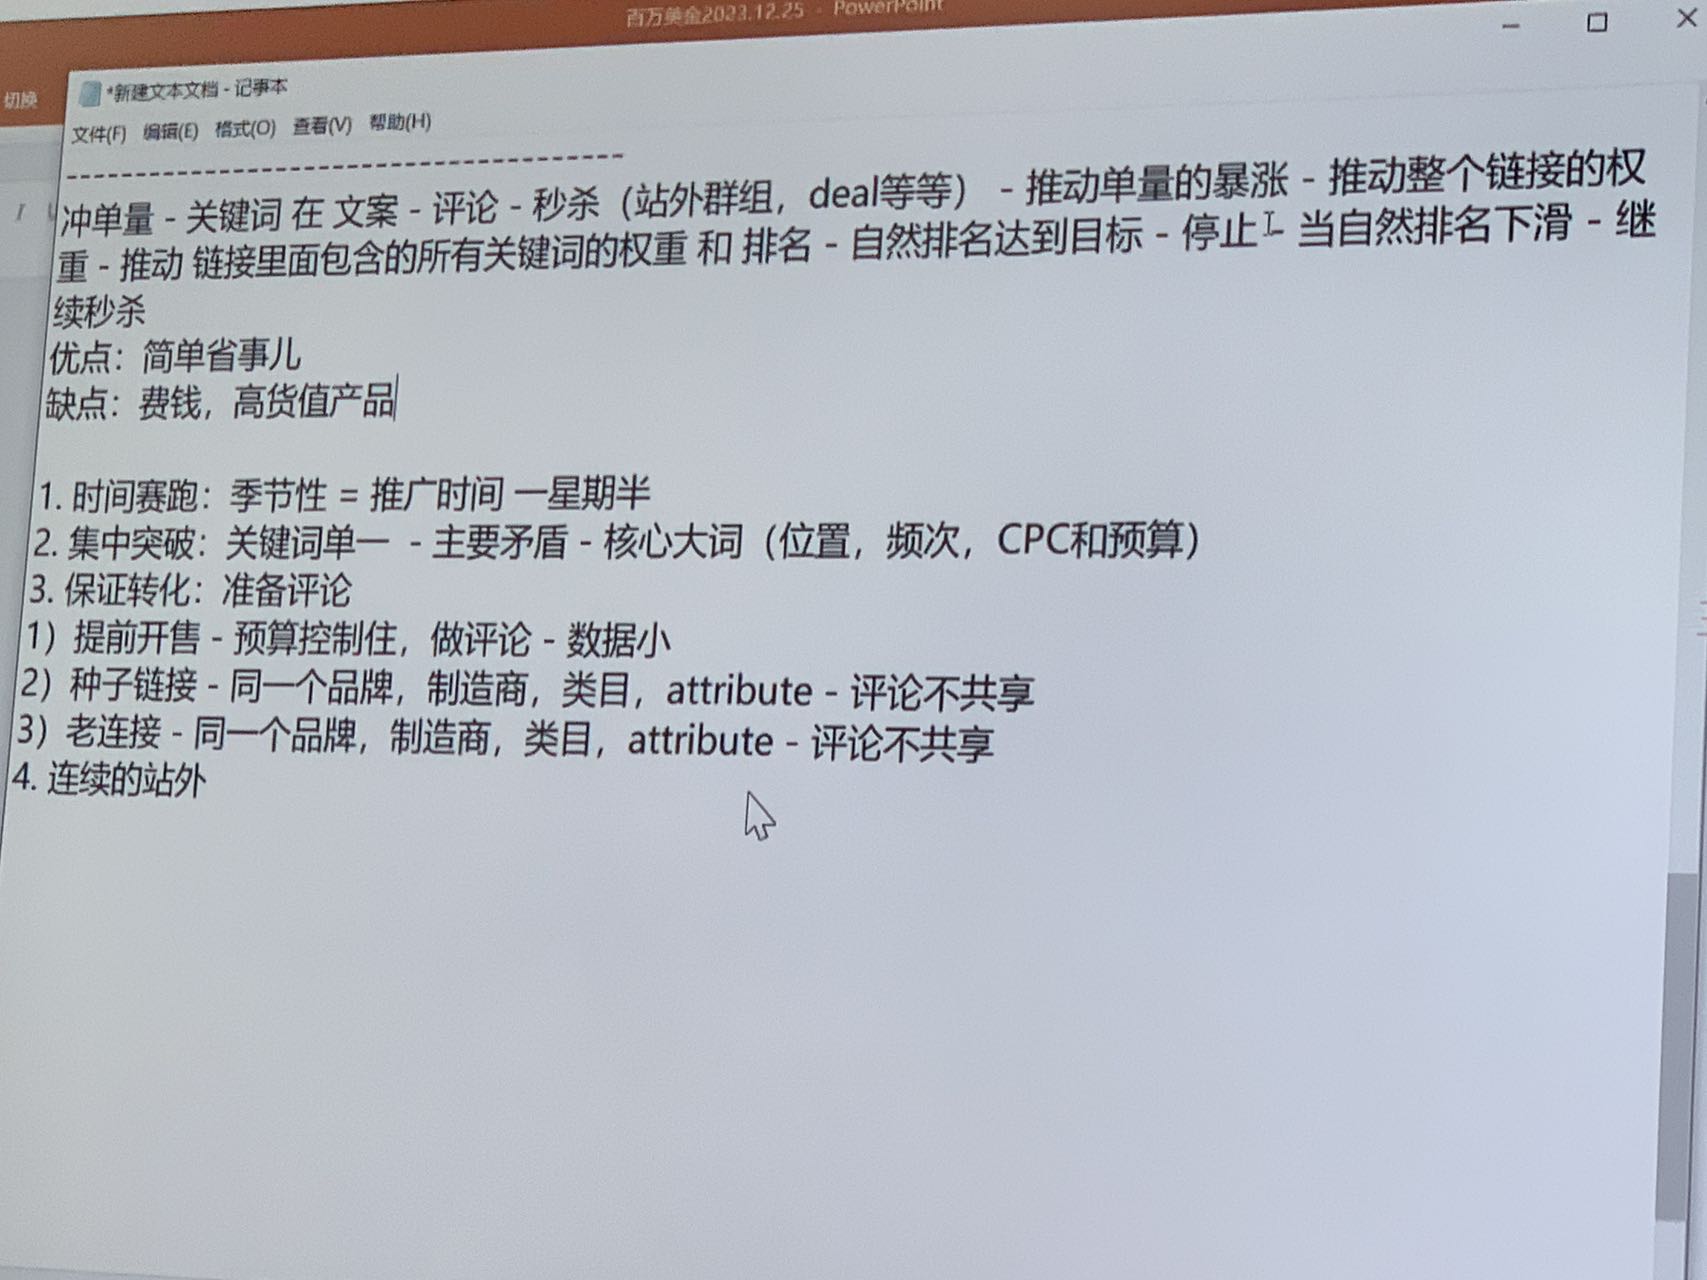 百万美金2023.12.25 - PowerPoint
切换
*新建文本文档 - 记事本
文件(F) 编辑(E) 格式(O) 查看(V) 帮助(H)
---------------------------------------
冲单量 - 关键词 在 文案 - 评论 - 秒杀（站外群组，deal等等） - 推动单量的暴涨 - 推动整个链接的权
重 - 推动 链接里面包含的所有关键词的权重 和 排名 - 自然排名达到目标 - 停止 - 当自然排名下滑 - 继
续秒杀
优点：简单省事儿
缺点：费钱，高货值产品
1. 时间赛跑：季节性 = 推广时间 一星期半
2. 集中突破：关键词单一 - 主要矛盾 - 核心大词（位置，频次，CPC和预算）
3. 保证转化：准备评论
1）提前开售 - 预算控制住，做评论 - 数据小
2）种子链接 - 同一个品牌，制造商，类目，attribute - 评论不共享
3）老连接 - 同一个品牌，制造商，类目，attribute - 评论不共享
4. 连续的站外